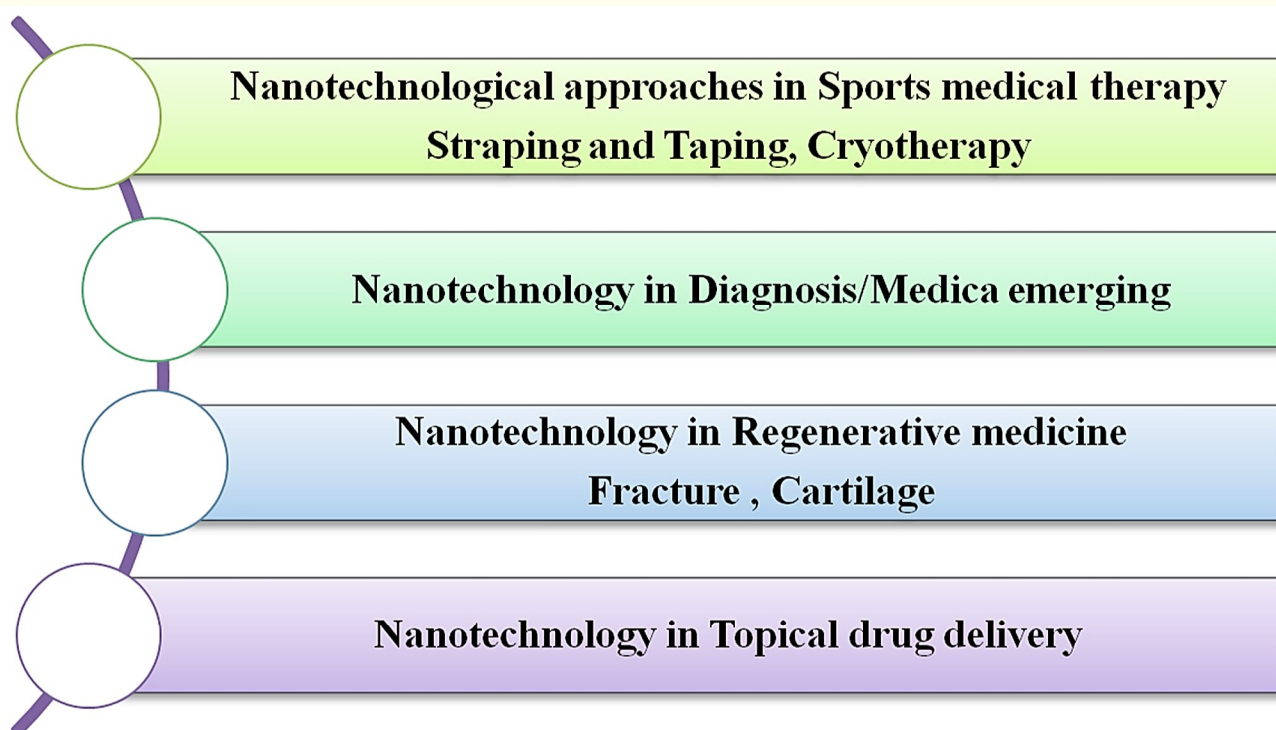 Nanotechnological approaches in Sports medical therapy
Straping and Taping, Cryotherapy
Nanotechnology in Diagnosis/Medica emerging
Nanotechnology in Regenerative medicine
Fracture , Cartilage
Nanotechnology in Topical drug delivery